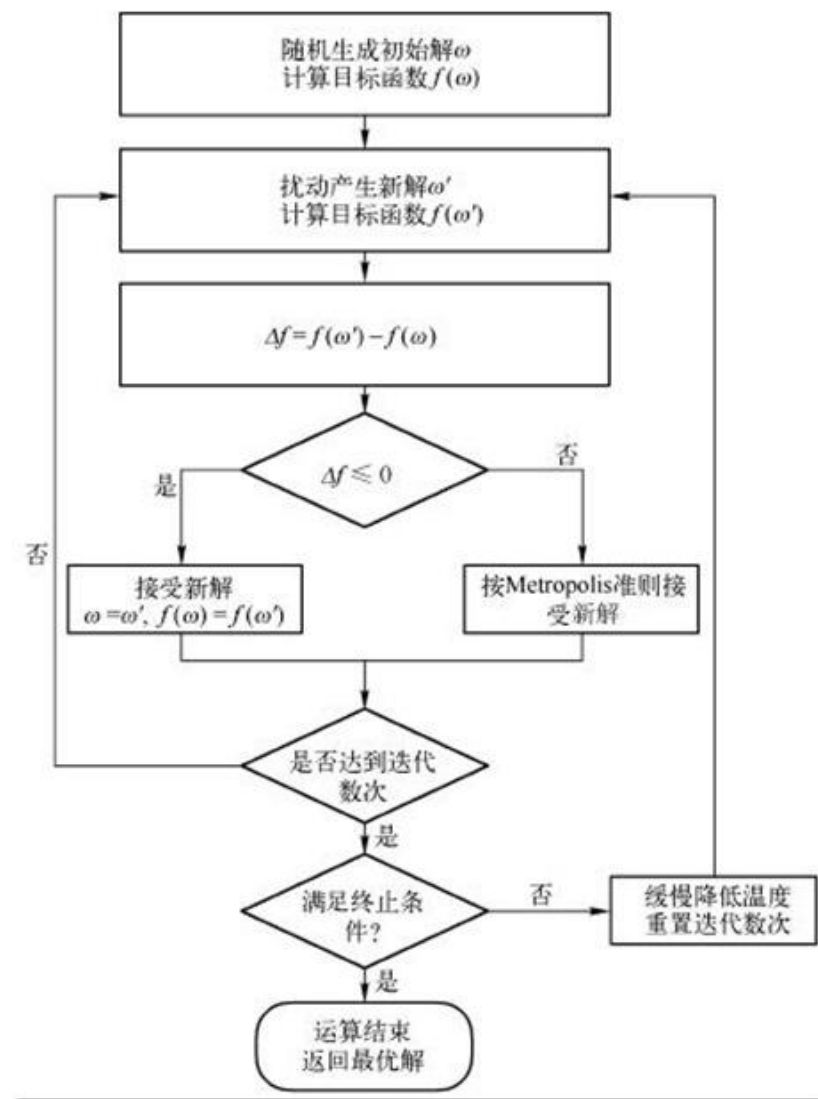 随机生成初始解ω
计算目标函数f(ω)
扰动产生新解ω′
计算目标函数f(ω′)
Δf=f(ω′)−f(ω)
Δf≤0
是
否
否
接受新解
ω=ω′, f(ω)=f(ω′)
按Metropolis准则接
受新解
是否达到迭代
数次
是
满足终止条
件?
否
缓慢降低温度
重置迭代数次
是
运算结束
返回最优解